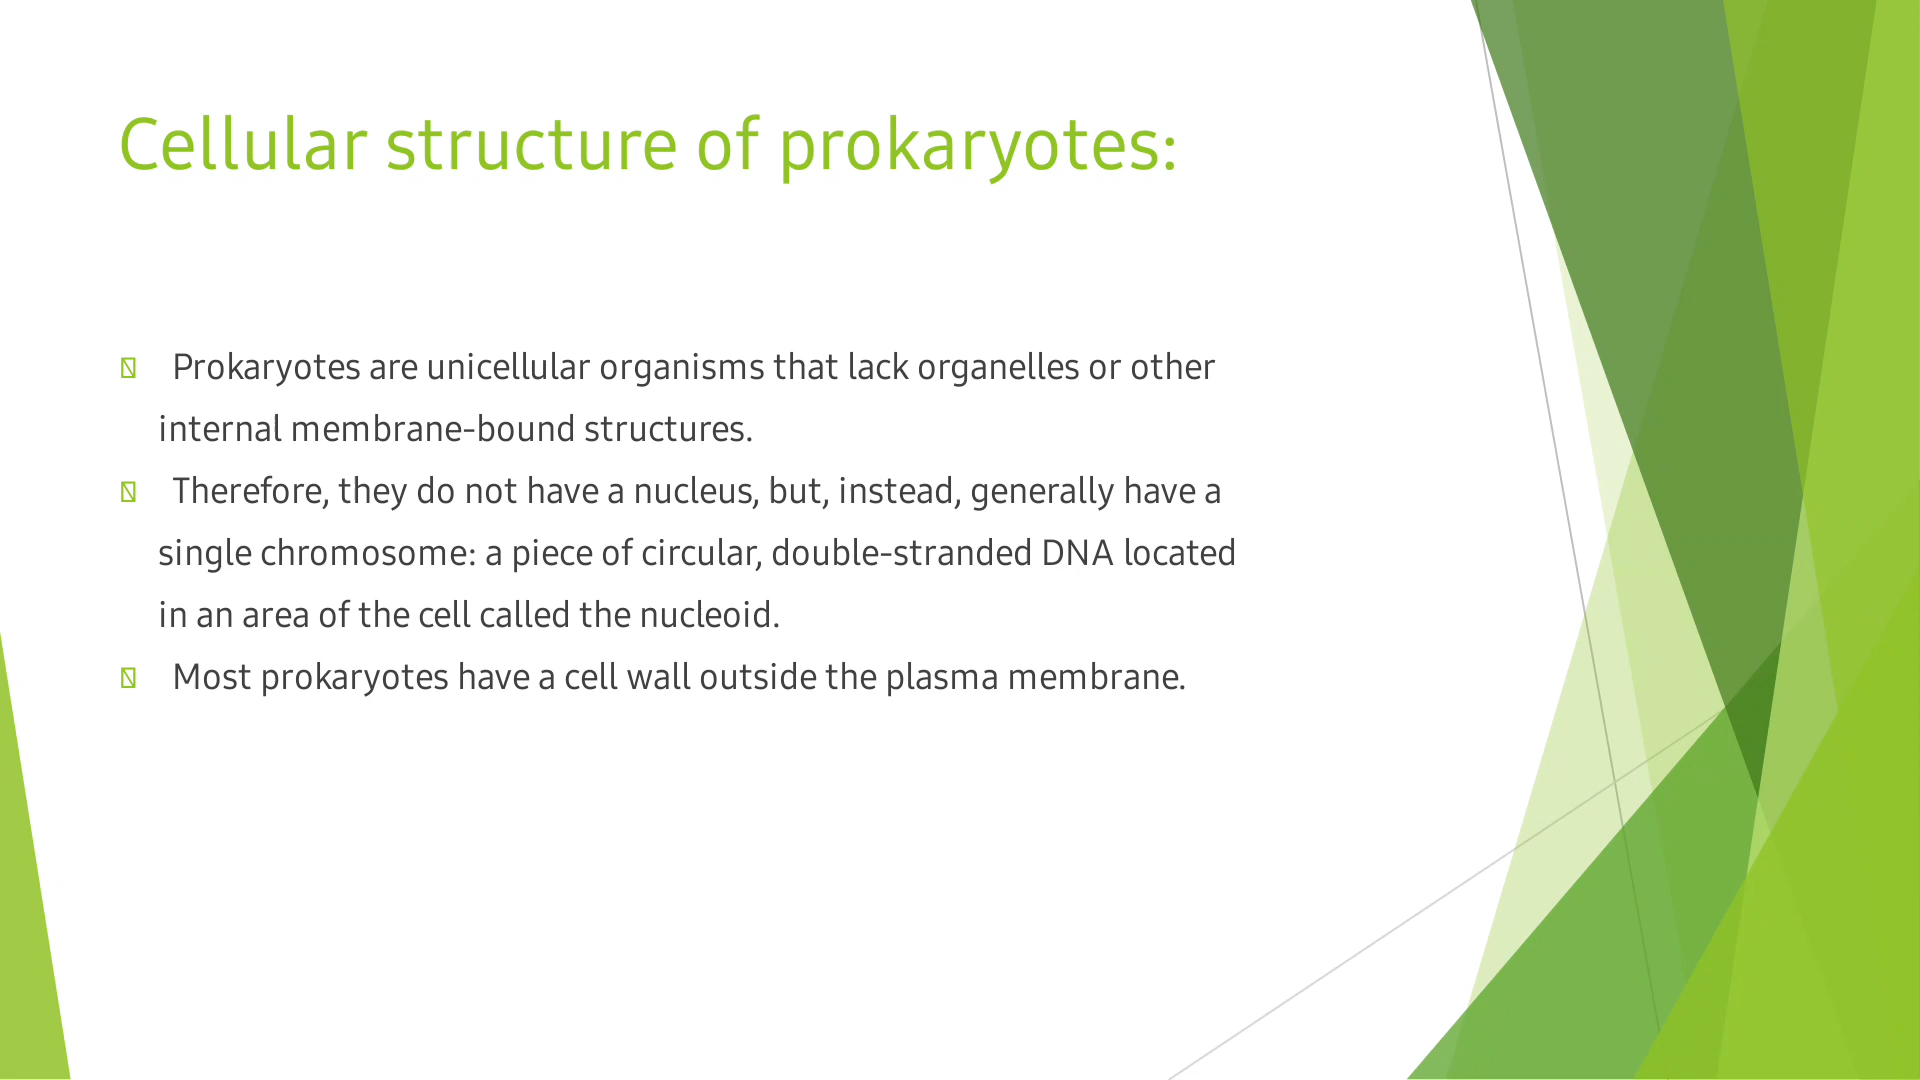 Cellular structure of prokaryotes:
Prokaryotes are unicellular organisms that lack organelles or other
internal membrane-bound structures.
Therefore, they do not have a nucleus, but, instead, generally have a
single chromosome: a piece of circular, double-stranded DNA located
in an area of the cell called the nucleoid.
Most prokaryotes have a cell wall outside the plasma membrane.